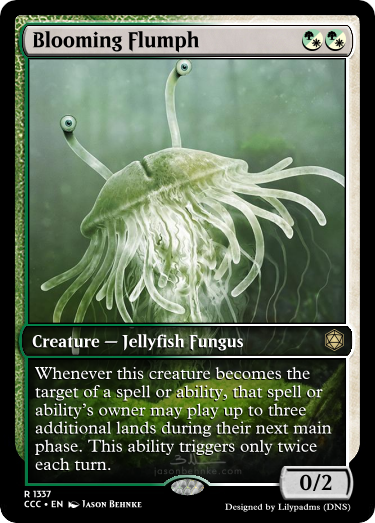 Blooming Flumph
Creature — Jellyfish Fungus
Whenever this creature becomes the
target of a spell or ability, that spell or
ability's owner may play up to three
additional lands during their next main
phase. This ability triggers only twice
each turn.
jasonbehnke.com
0/2
R 1337
CCC • EN Jason Behnke
Designed by Lilypadms (DNS)